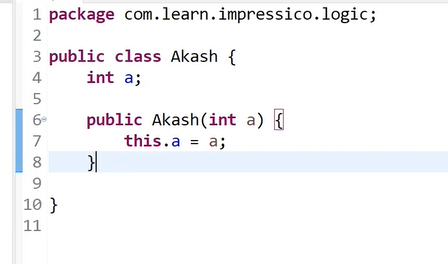 1 package com.learn.impressico.logic;
2
3 public class Akash {
4     int a;
5
6     public Akash(int a) {
7         this.a = a;
8     }
9
10 }
11